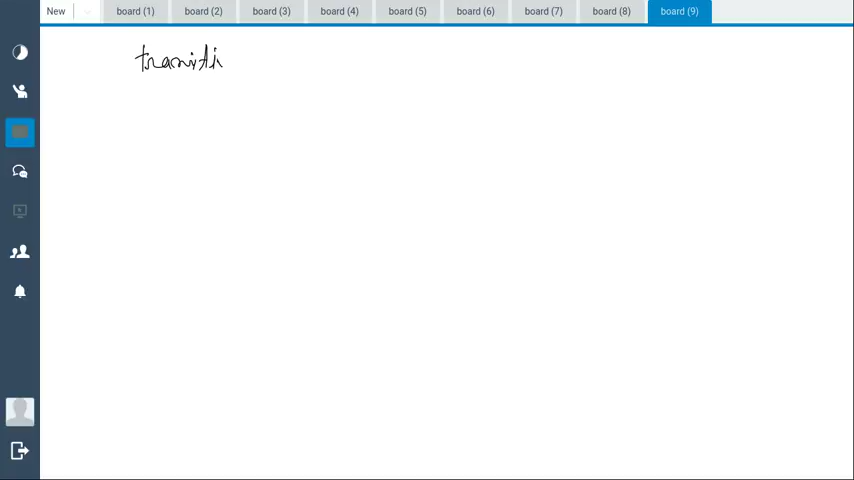 New
board (1)
board (2)
board (3)
board (4)
board (5)
board (6)
board (7)
board (8)
board (9)